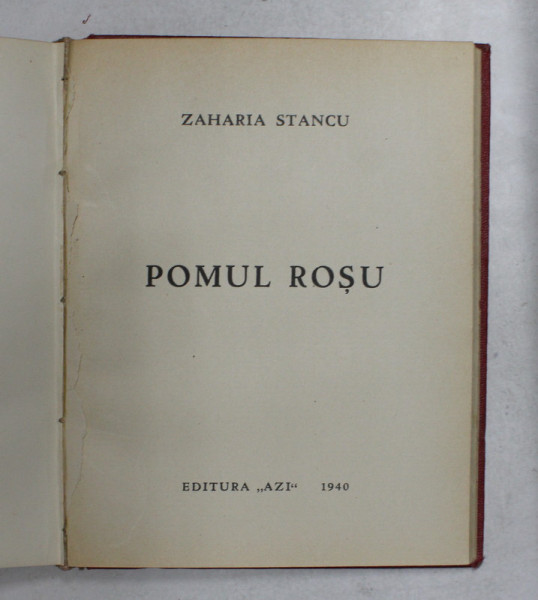 ZAHARIA STANCU
POMUL ROȘU
EDITURA „AZI“ 1940